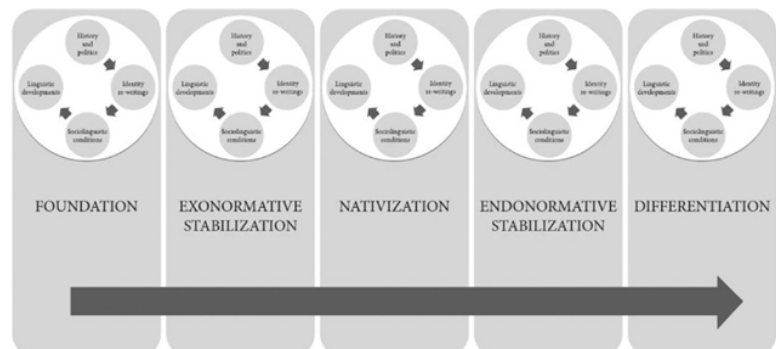 History
and
politics
Linguistic
developments
Identity
re-writings
Sociolinguistic
conditions
History
and
politics
Linguistic
developments
Identity
re-writings
Sociolinguistic
conditions
History
and
politics
Linguistic
developments
Identity
re-writings
Sociolinguistic
conditions
History
and
politics
Linguistic
developments
Identity
re-writings
Sociolinguistic
conditions
History
and
politics
Linguistic
developments
Identity
re-writings
Sociolinguistic
conditions
FOUNDATION
EXONORMATIVE
STABILIZATION
NATIVIZATION
ENDONORMATIVE
STABILIZATION
DIFFERENTIATION